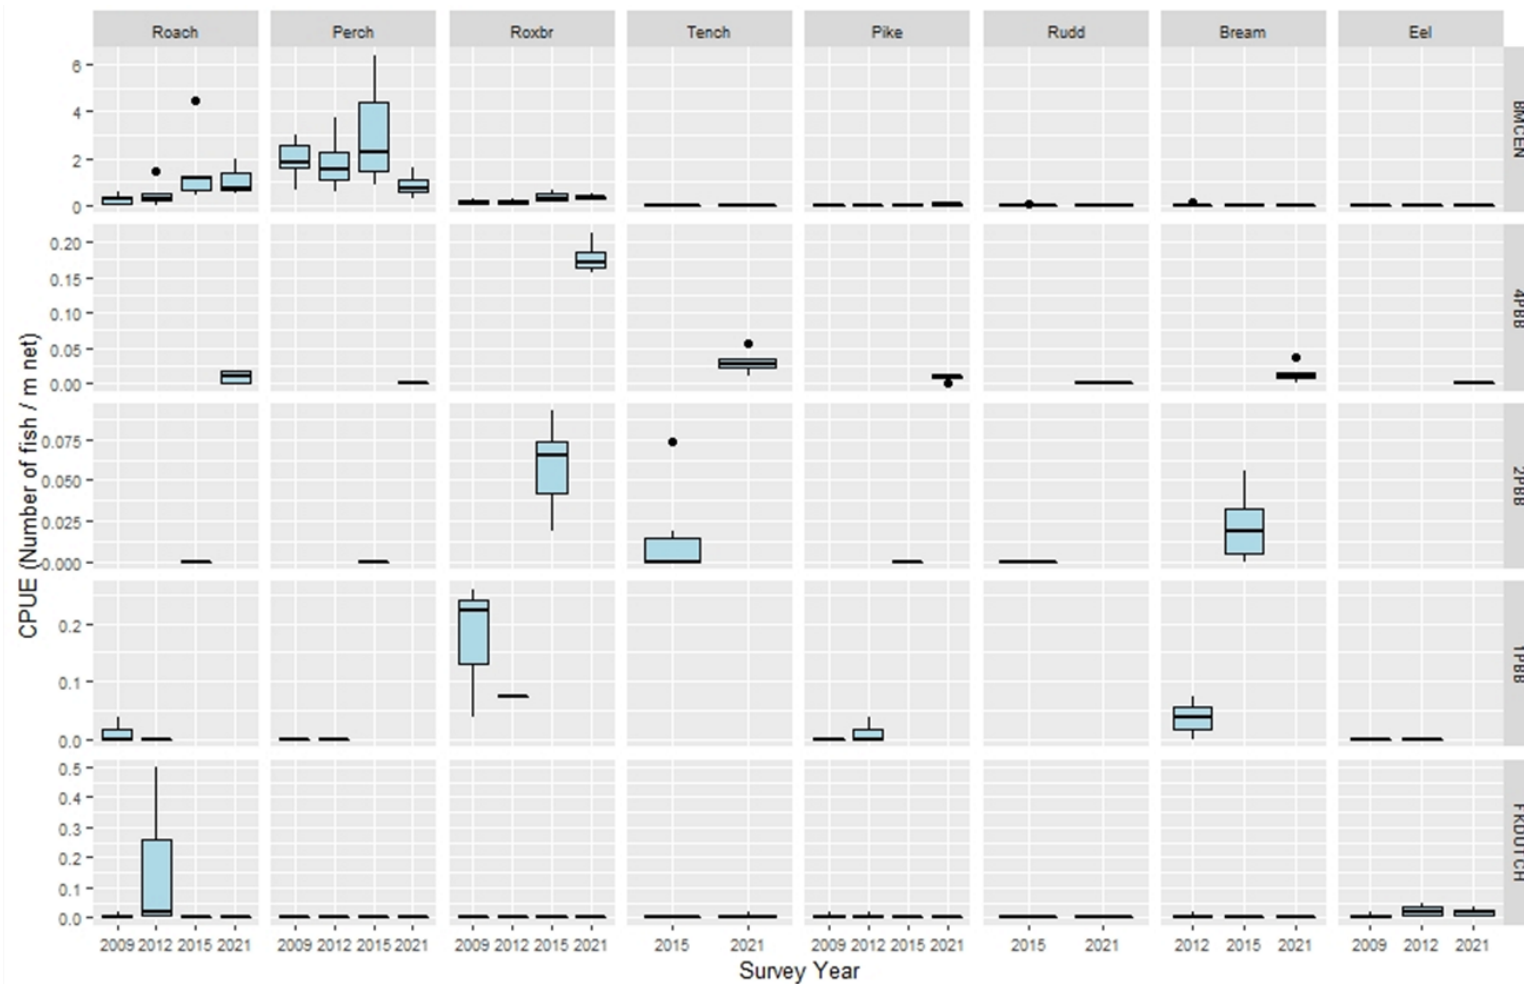 Roach Perch Roxbr Tench Pike Rudd Bream Eel
6
4
2
0
BMCEN
0.20
0.15
0.10
0.05
0.00
4PBB
0.075
0.050
0.025
0.000
2PBB
0.2
0.1
0.0
1PBB
0.5
0.4
0.3
0.2
0.1
0.0
FKDUTCH
CPUE (Number of fish / m net)
2009 2012 2015 2021 2009 2012 2015 2021 2009 2012 2015 2021 2015 2021 2009 2012 2015 2021 2015 2021 2012 2015 2021 2009 2012 2021
Survey Year